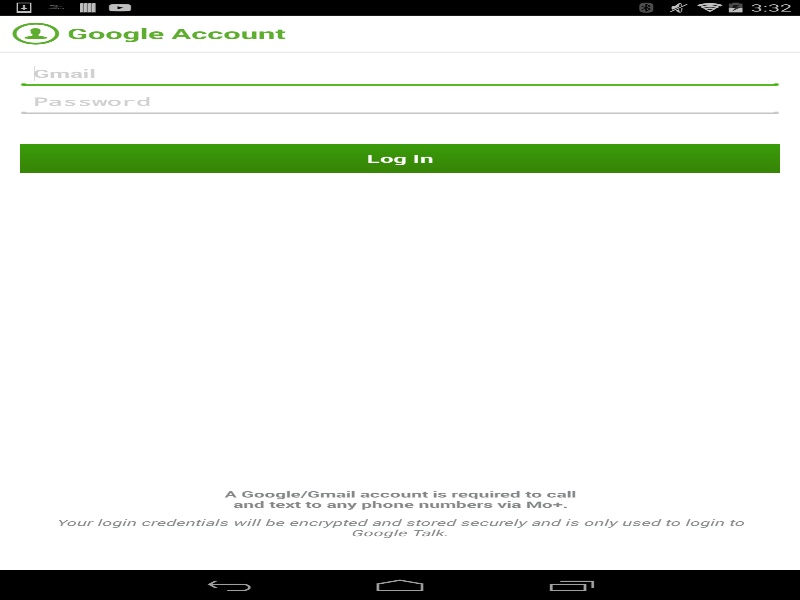 3:32
Google Account
Gmail
Password
Log In
A Google/Gmail account is required to call
and text to any phone numbers via Mo+.
Your login credentials will be encrypted and stored securely and is only used to login to
Google Talk.